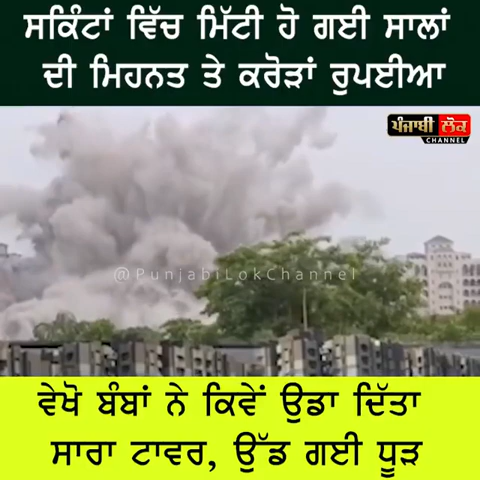 ਸਕਿੰਟਾਂ ਵਿੱਚ ਮਿੱਟੀ ਹੋ ਗਈ ਸਾਲਾਂ
ਦੀ ਮਿਹਨਤ ਤੇ ਕਰੋੜਾਂ ਰੁਪਈਆ
ਪੰਜਾਬੀ ਲੋਕ
CHANNEL
@PunjabiLokChannel
ਵੇਖੋ ਬੰਬਾਂ ਨੇ ਕਿਵੇਂ ਉਡਾ ਦਿੱਤਾ
ਸਾਰਾ ਟਾਵਰ, ਉੱਡ ਗਈ ਧੂੜ